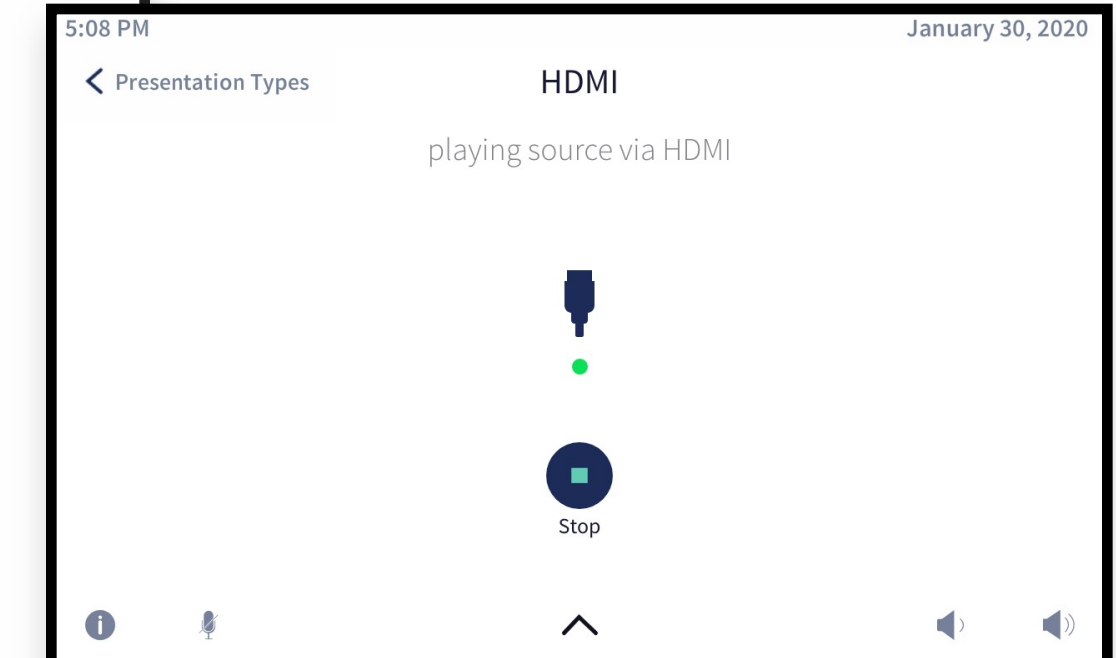 5:08 PM
January 30, 2020
Presentation Types
HDMI
playing source via HDMI
Stop